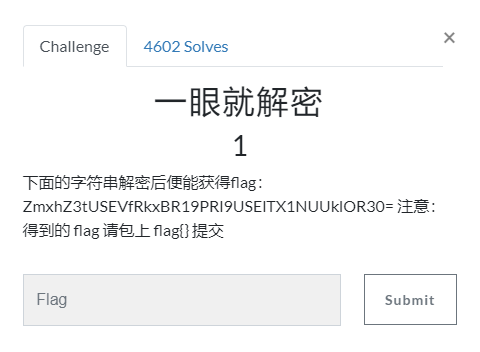 Challenge
4602 Solves
×
一眼就解密
1
下面的字符串解密后便能获得flag：
ZmxhZ3tUSEVfRkxBR19PRl9USElTX1NUUklOR30= 注意：
得到的 flag 请包上 flag{} 提交
Flag
Submit